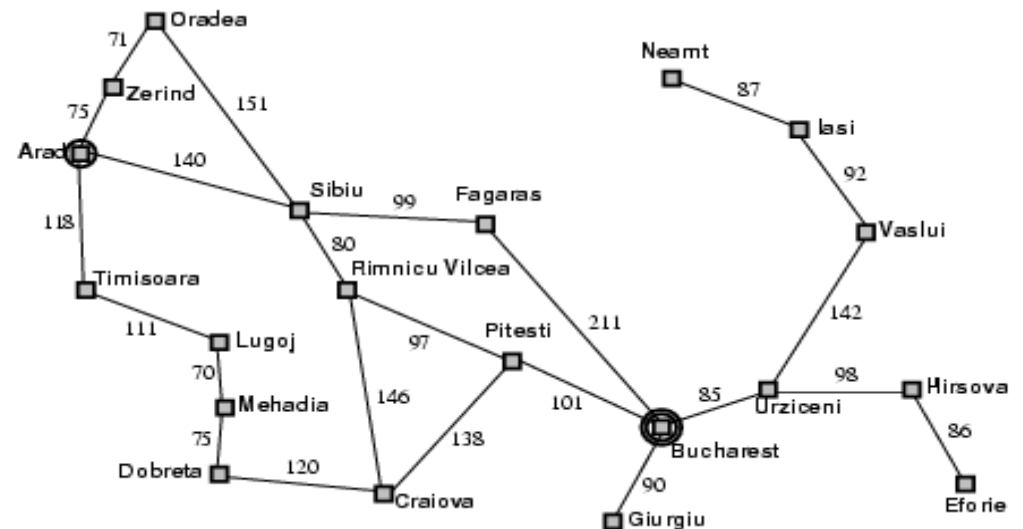 Oradea
71
Neamt
87
Zerind
75
151
Iasi
Arad
140
92
Sibiu
99
Fagaras
118
Vaslui
80
Timisoara
Rimnicu Vilcea
142
111
Lugoj
97
Pitesti
211
70
98
Hirsova
85
Mehadia
146
101
Urziceni
86
75
138
Bucharest
Dobreta
120
90
Craiova
Eforie
Giurgiu